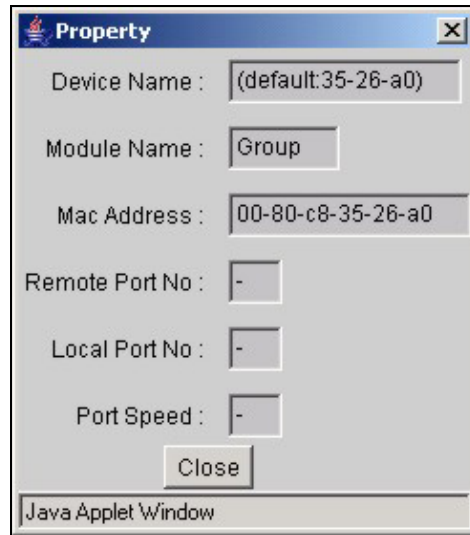 Property
Device Name : (default:35-26-a0)
Module Name : Group
Mac Address : 00-80-c8-35-26-a0
Remote Port No : -
Local Port No : -
Port Speed : -
Close
Java Applet Window